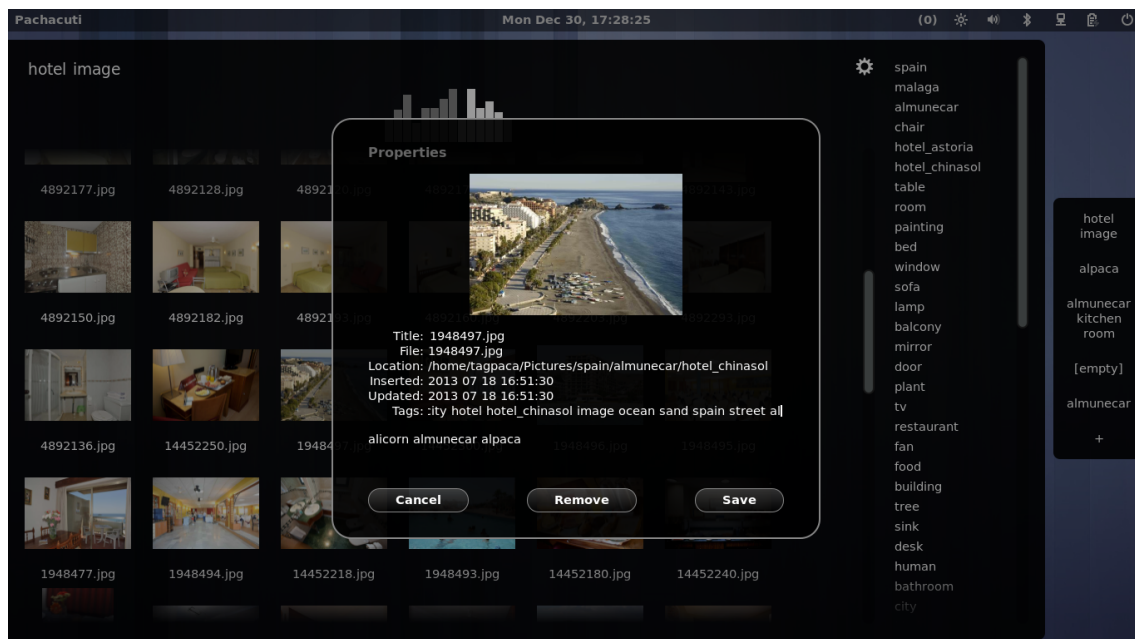 Pachacuti
Mon Dec 30, 17:28:25
(0)
hotel image
4892177.jpg
4892128.jpg
4892150.jpg
4892182.jpg
4892136.jpg
14452250.jpg
1948477.jpg
1948494.jpg
14452218.jpg
1948493.jpg
14452180.jpg
14452240.jpg
Properties
Title: 1948497.jpg
File: 1948497.jpg
Location: /home/tagpaca/Pictures/spain/almunecar/hotel_chinasol
Inserted: 2013 07 18 16:51:30
Updated: 2013 07 18 16:51:30
Tags: :ity hotel hotel_chinasol image ocean sand spain street al
alicorn almunecar alpaca
Cancel
Remove
Save
spain
malaga
almunecar
chair
hotel_astoria
hotel_chinasol
table
room
painting
bed
window
sofa
lamp
balcony
mirror
door
plant
tv
restaurant
fan
food
building
tree
sink
desk
human
bathroom
city
hotel
image
alpaca
almunecar
kitchen
room
[empty]
almunecar
+